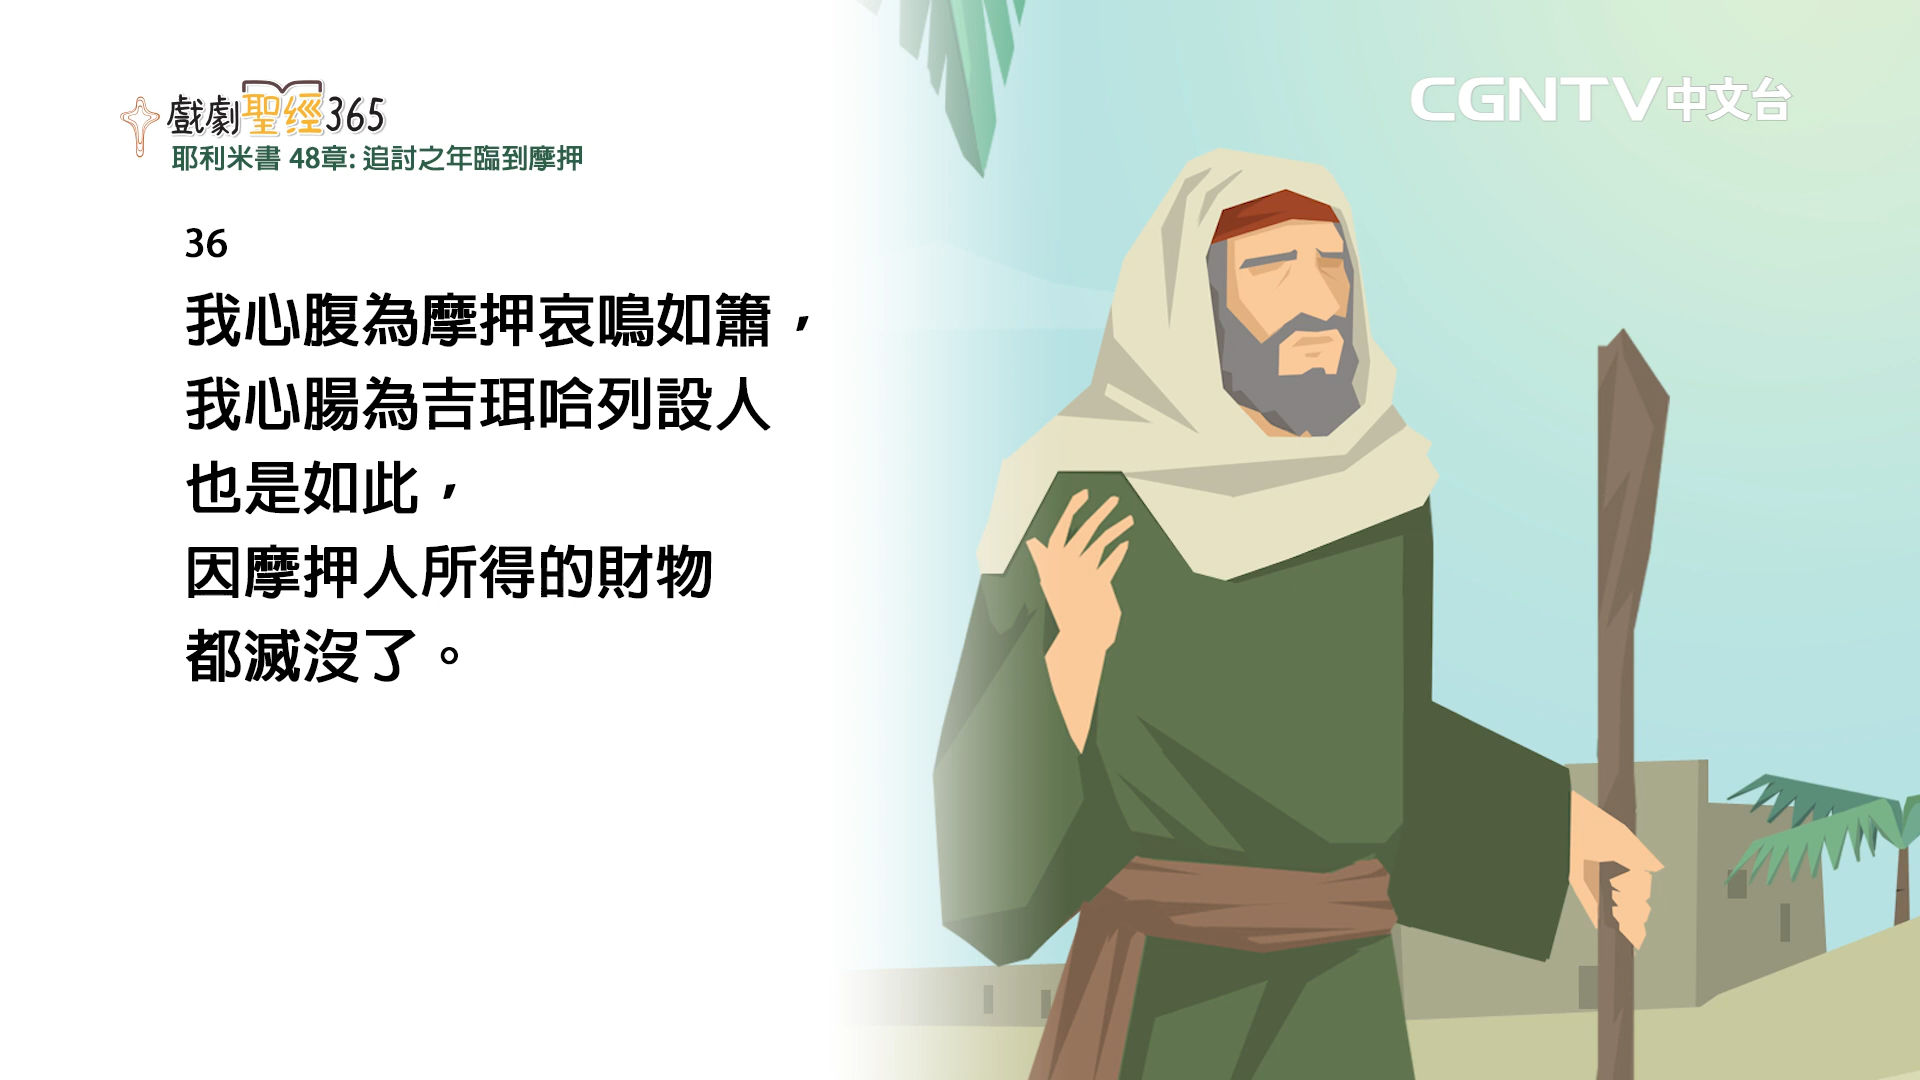 戲劇聖經365
CGNTV中文台
耶利米書 48章: 追討之年臨到摩押
36
我心腹為摩押哀鳴如簫，
我心腸為吉珥哈列設人
也是如此，
因摩押人所得的財物
都滅沒了。